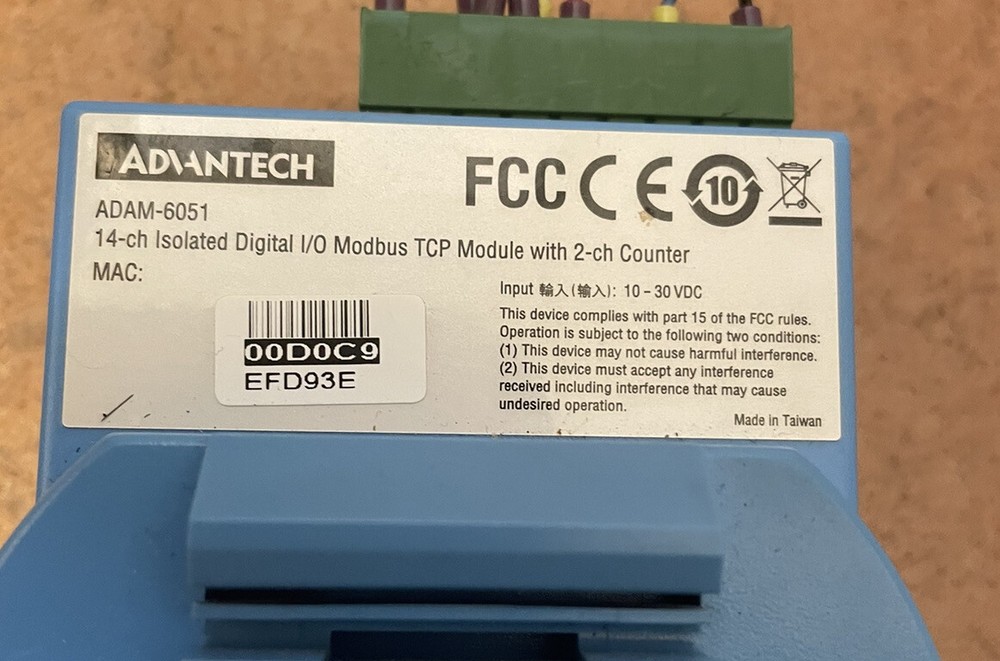 ADVANTECH
FCC CE 10
ADAM-6051
14-ch Isolated Digital I/O Modbus TCP Module with 2-ch Counter
MAC:
00D0C9
EFD93E
Input 輸入(输入): 10 – 30 VDC
This device complies with part 15 of the FCC rules.
Operation is subject to the following two conditions:
(1) This device may not cause harmful interference.
(2) This device must accept any interference
received including interference that may cause
undesired operation.
Made in Taiwan